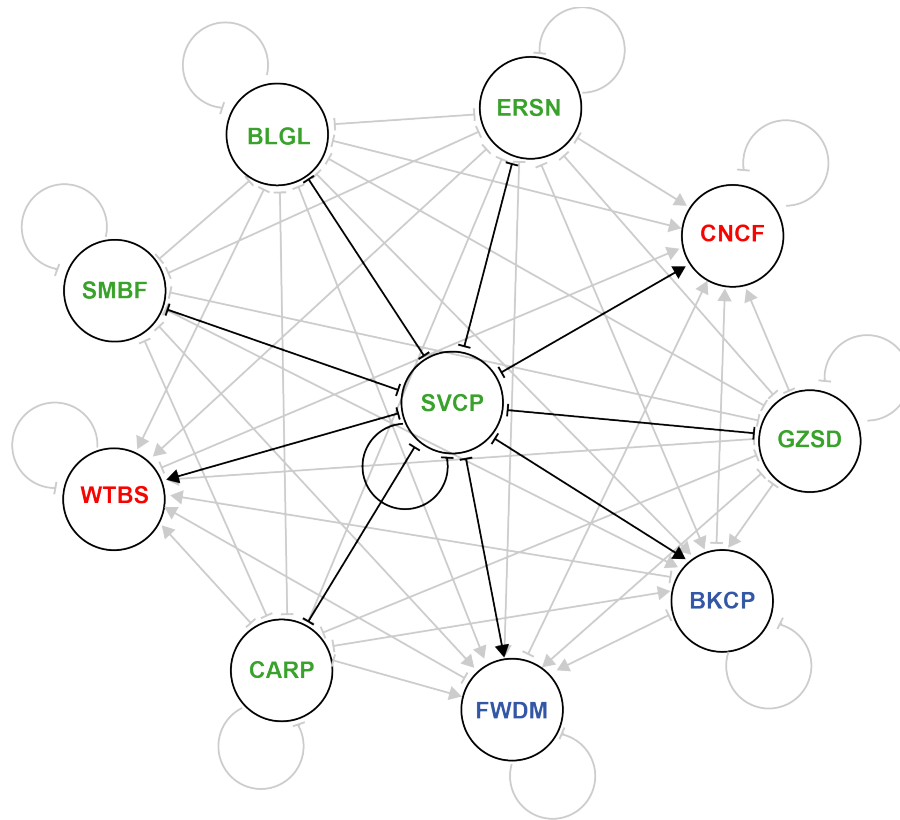 ERSN
BLGL
CNCF
SMBF
SVCP
GZSD
WTBS
BKCP
CARP
FWDM